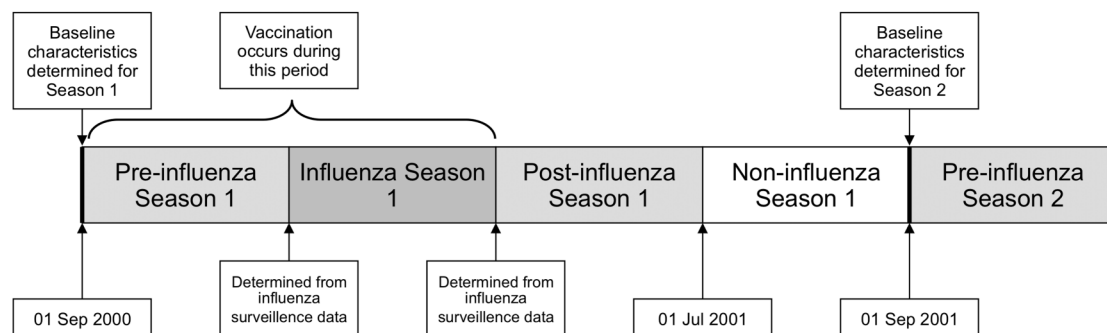 Baseline
characteristics
determined for
Season 1
Vaccination
occurs during
this period
Baseline
characteristics
determined for
Season 2
Pre-influenza
Season 1
Influenza Season
1
Post-influenza
Season 1
Non-influenza
Season 1
Pre-influenza
Season 2
01 Sep 2000
Determined from
influenza
surveillence data
Determined from
influenza
surveillence data
01 Jul 2001
01 Sep 2001